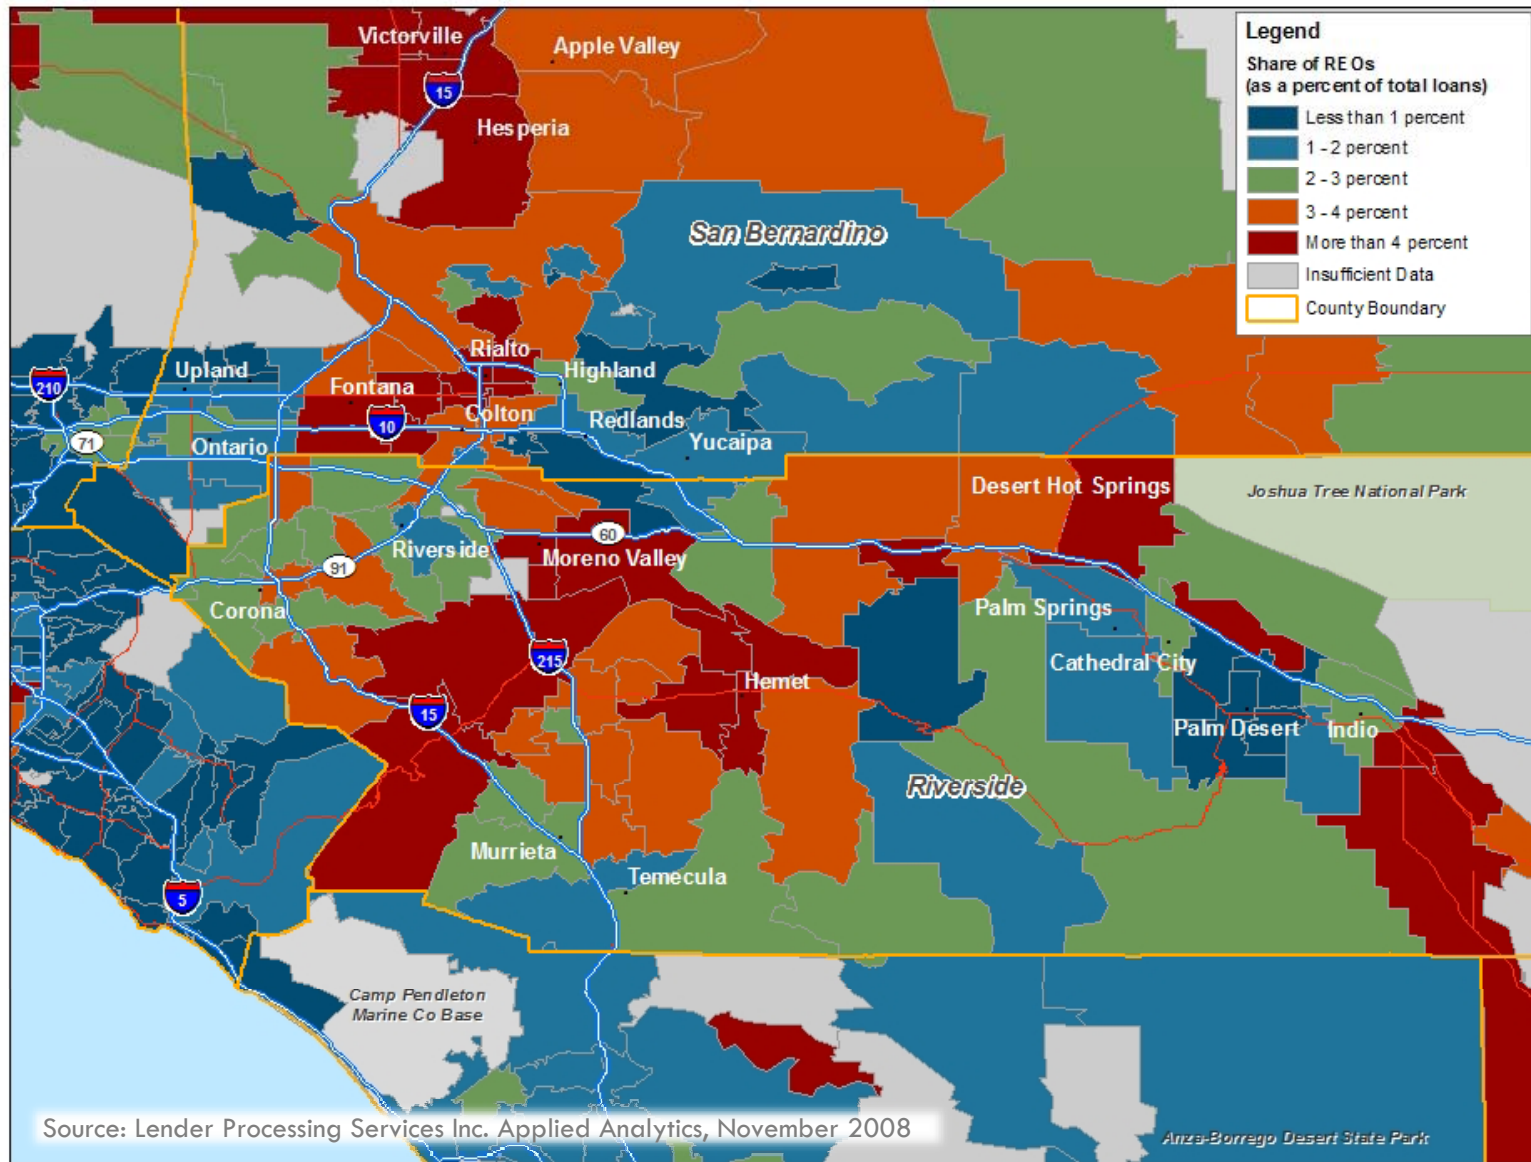 Legend
Share of REOs
(as a percent of total loans)
Less than 1 percent
1 - 2 percent
2 - 3 percent
3 - 4 percent
More than 4 percent
Insufficient Data
County Boundary
Victorville
Apple Valley
15
Hesperia
San Bernardino
Rialto
Upland
Highland
210
Fontana
Colton
10
Redlands
71
Ontario
Yucaipa
Desert Hot Springs
Joshua Tree National Park
60
Riverside
Moreno Valley
91
Corona
Palm Springs
215
Cathedral City
Hemet
15
Palm Desert
Indio
Riverside
Murrieta
Temecula
5
Camp Pendleton
Marine Co Base
Source: Lender Processing Services Inc. Applied Analytics, November 2008
Anza-Borrego Desert State Park